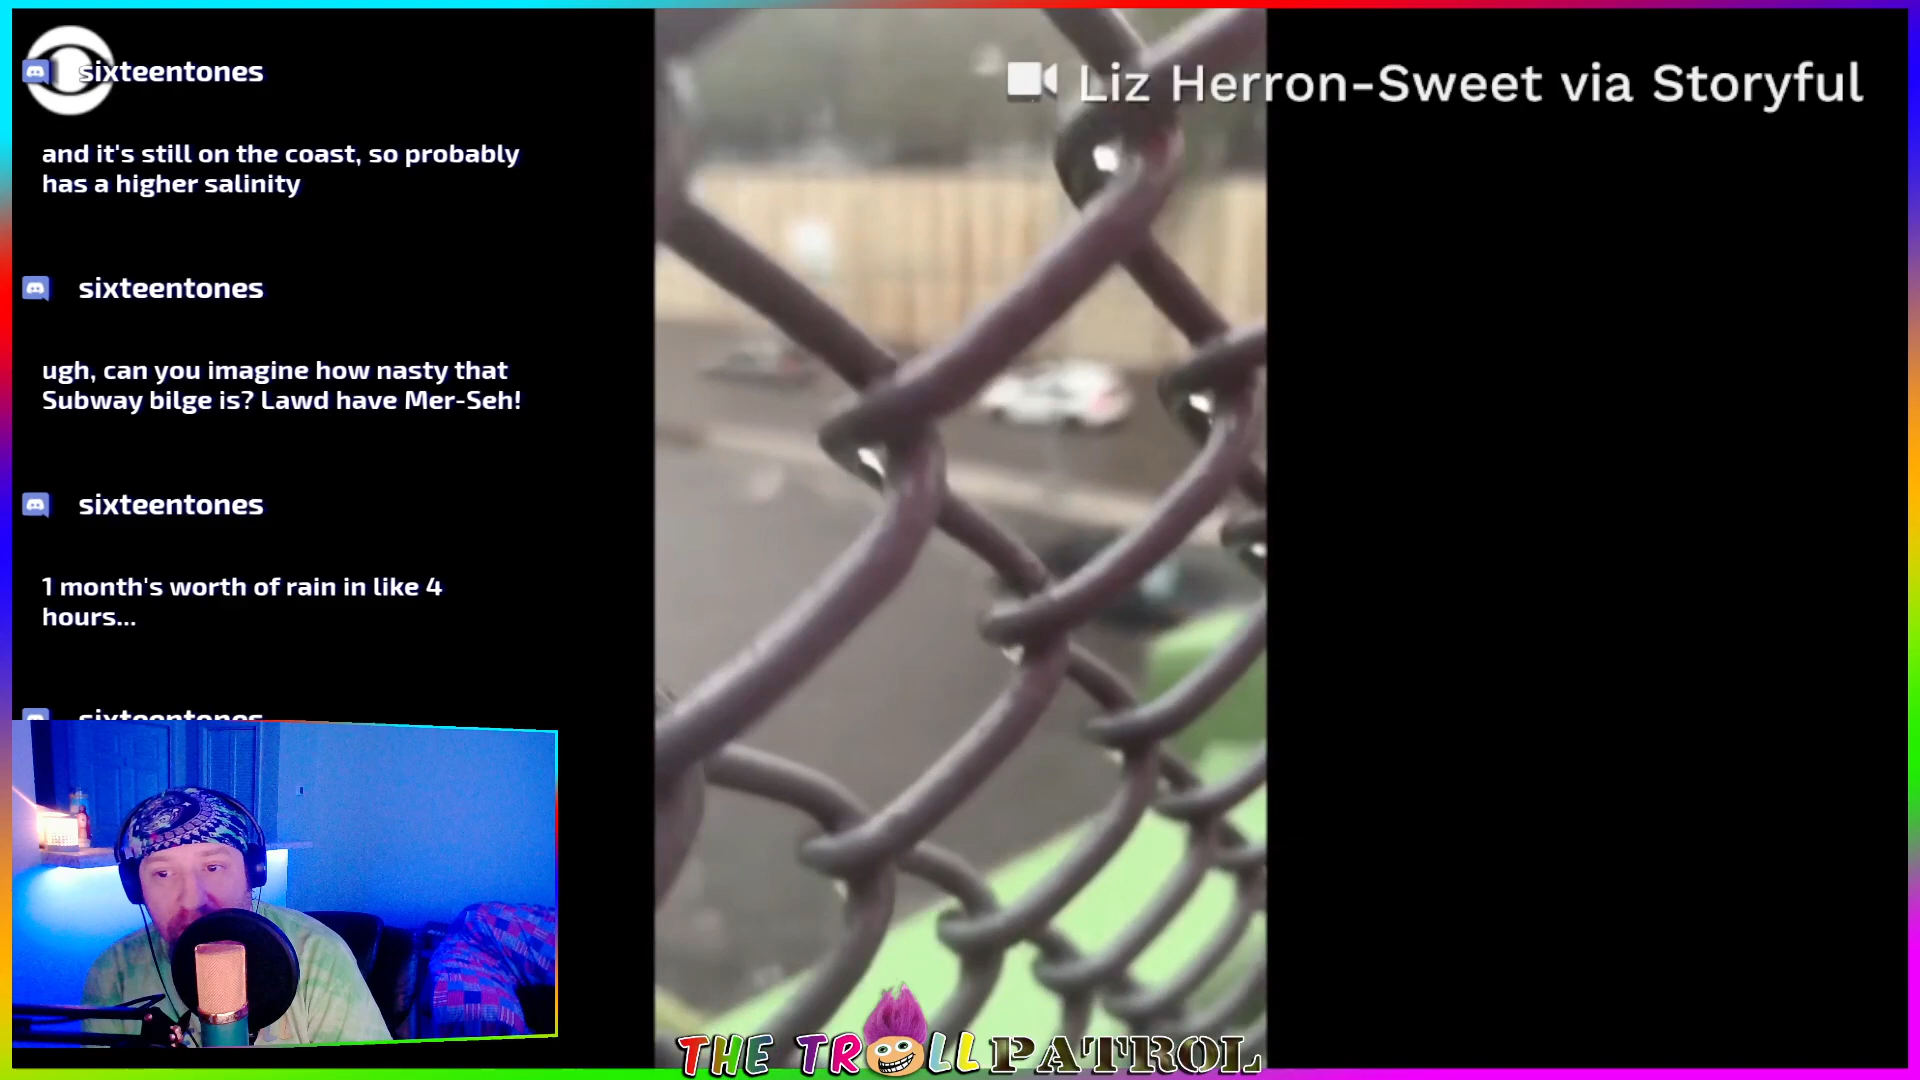 sixteentones
and it's still on the coast, so probably
has a higher salinity
sixteentones
ugh, can you imagine how nasty that
Subway bilge is? Lawd have Mer-Seh!
sixteentones
1 month's worth of rain in like 4
hours...
sixteentones
Liz Herron-Sweet via Storyful
THE TROLL PATROL